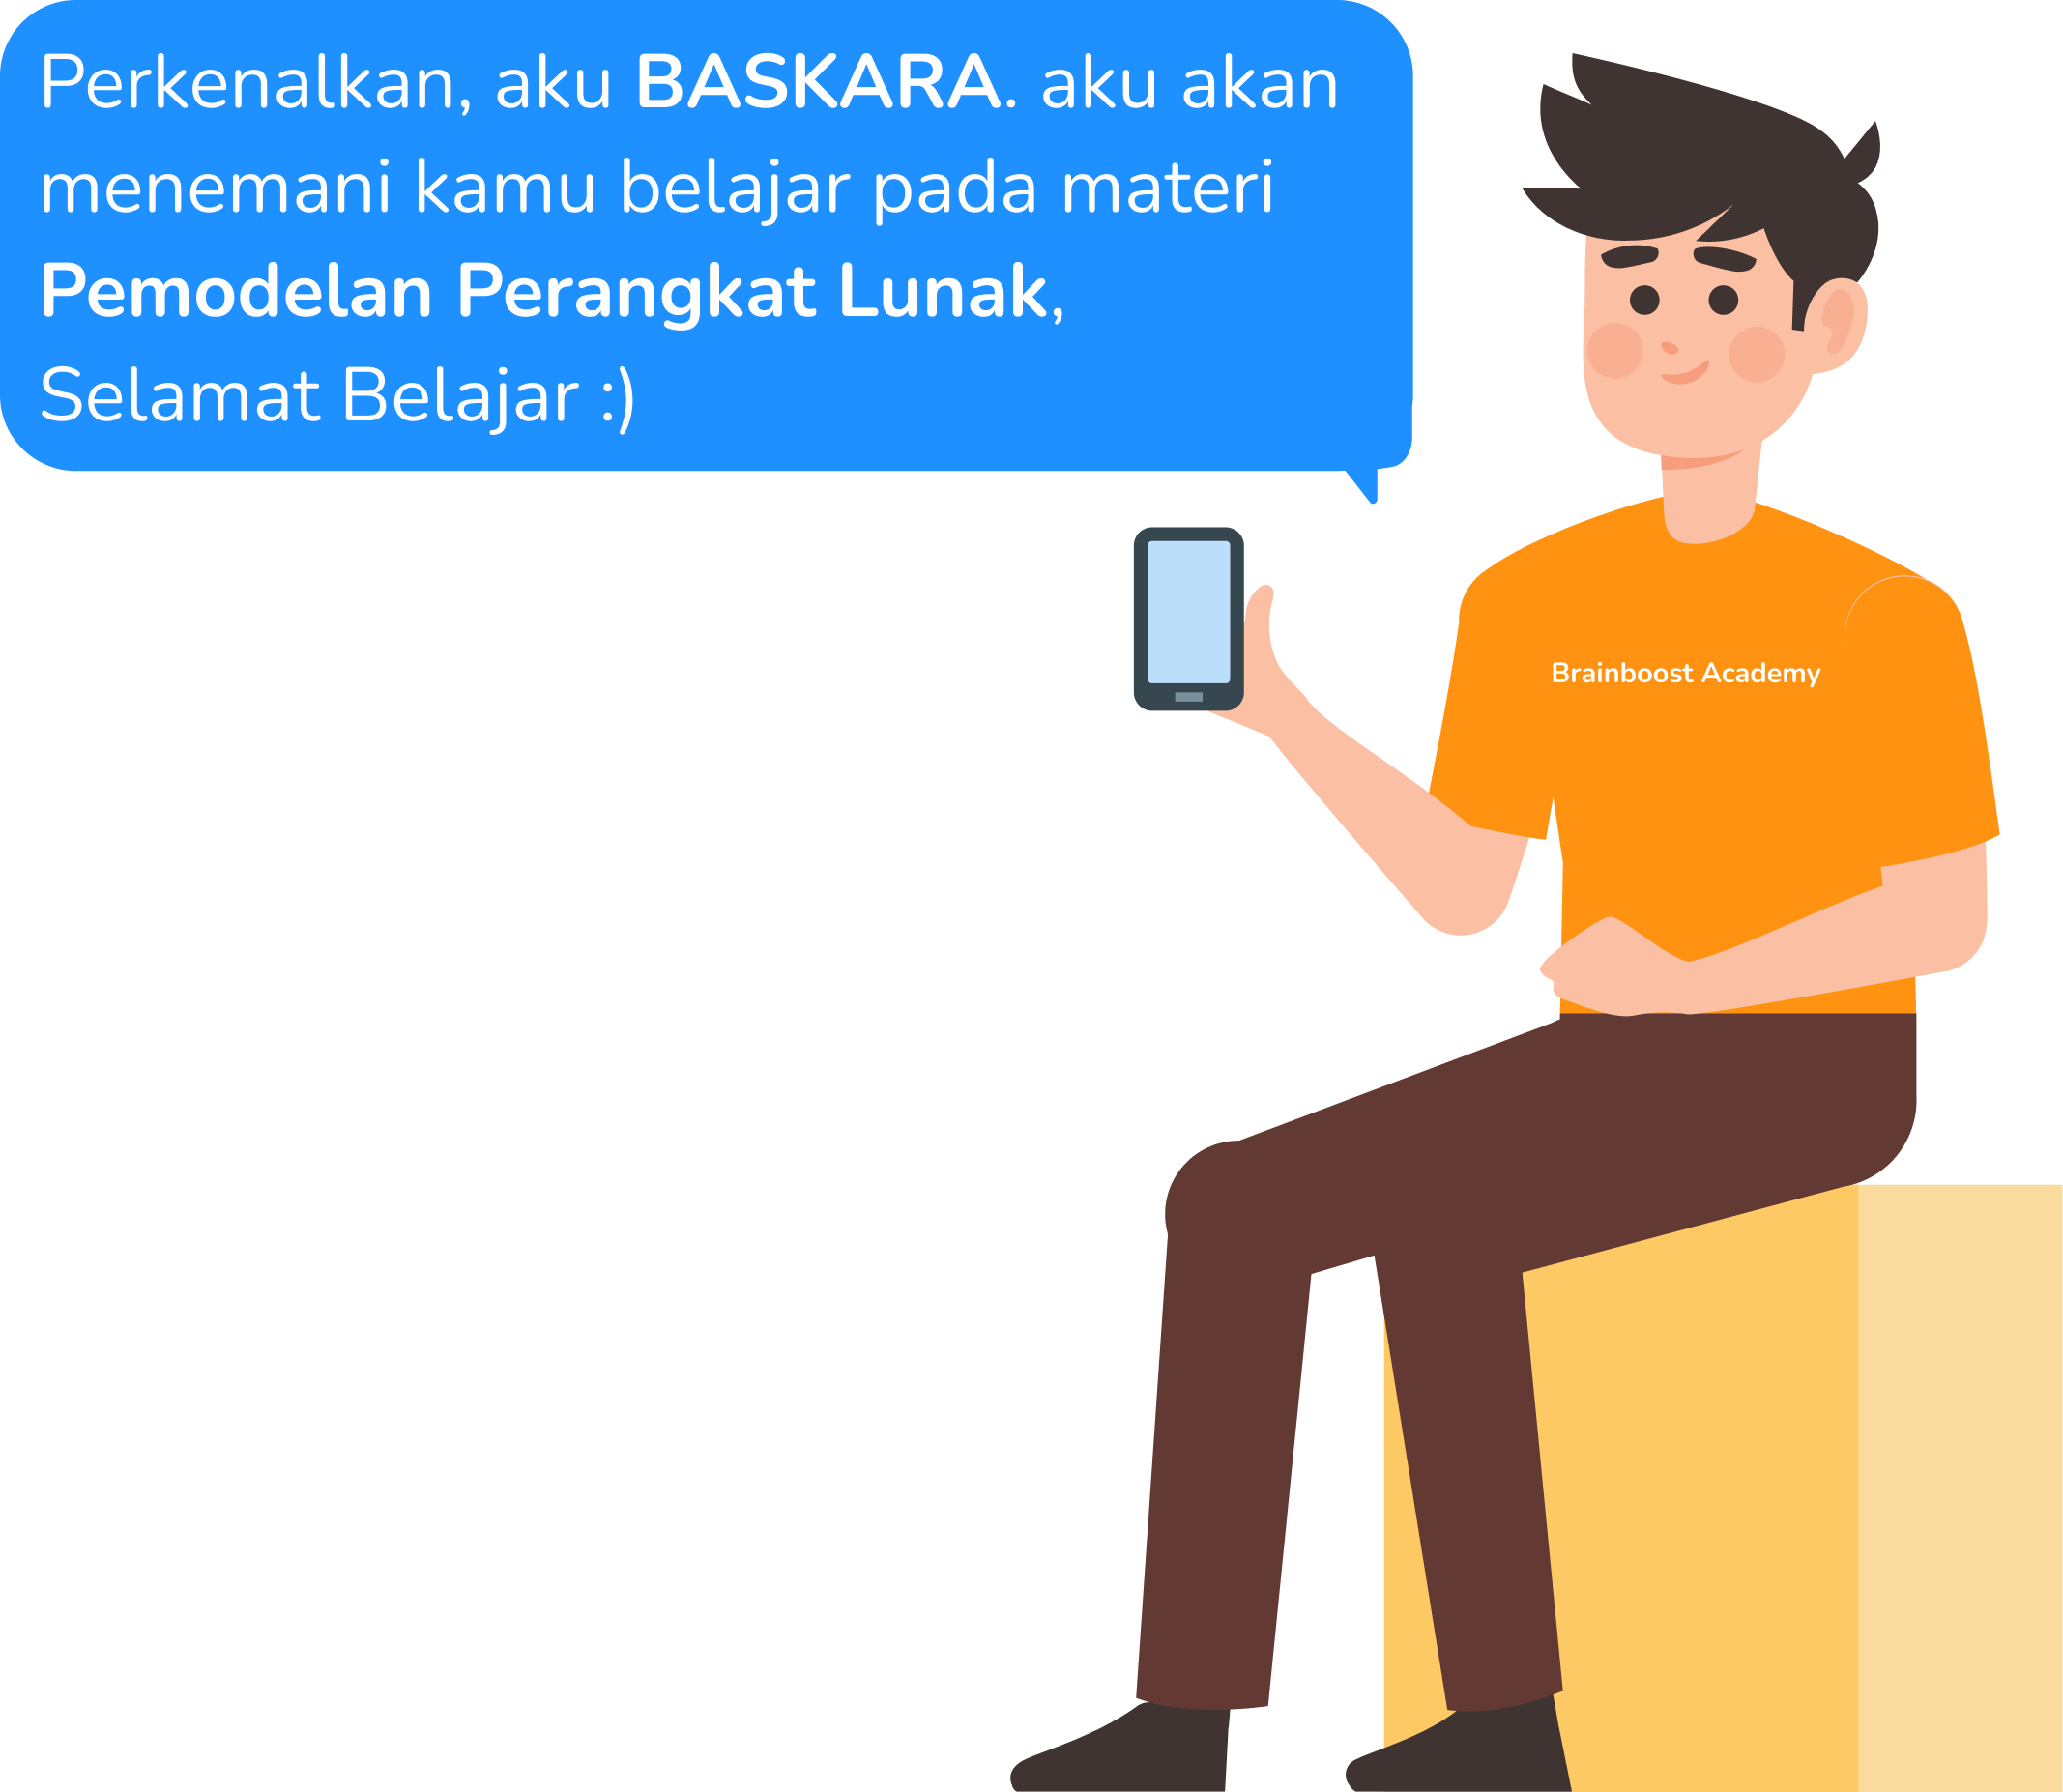 Perkenalkan, aku BASKARA. aku akan
menemani kamu belajar pada materi
Pemodelan Perangkat Lunak,
Selamat Belajar :)
Brainboost Academy